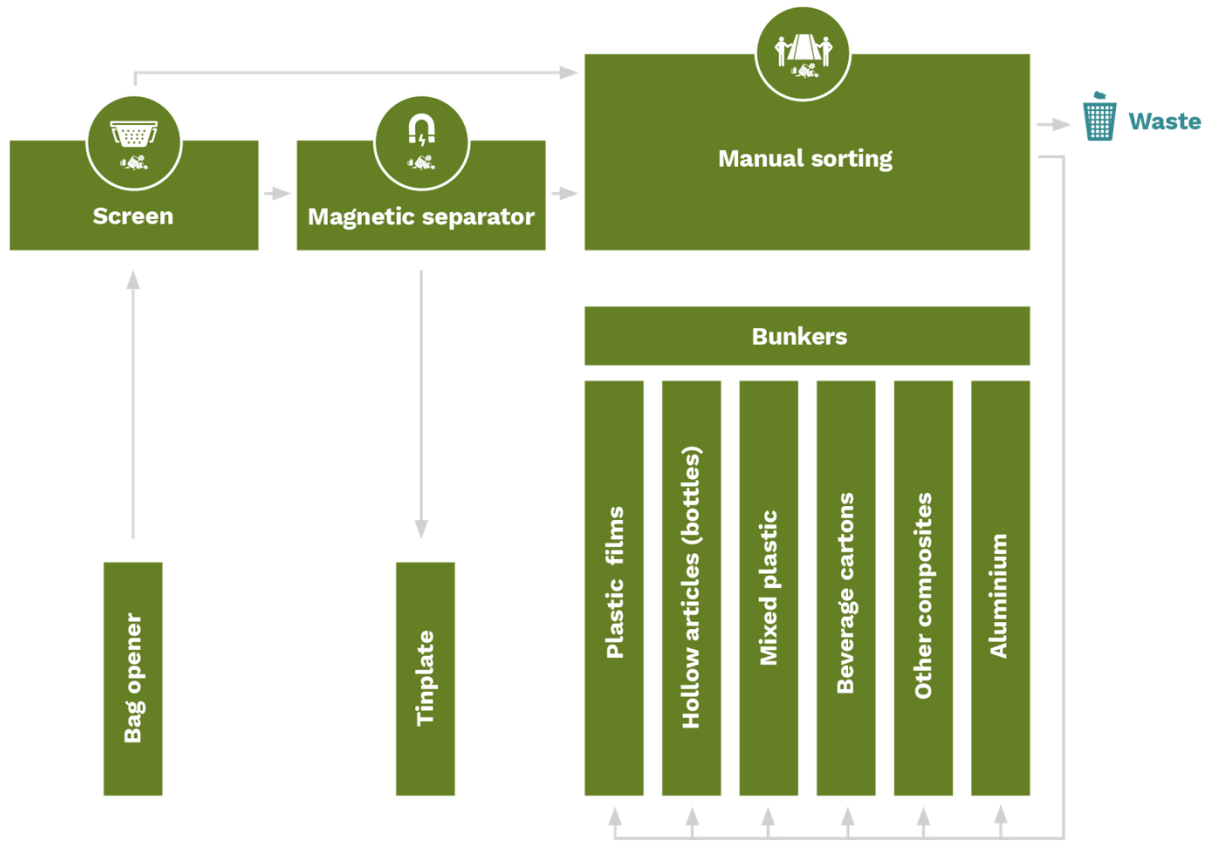 Screen
Magnetic separator
Manual sorting
Waste
Bunkers
Bag opener
Tinplate
Plastic films
Hollow articles (bottles)
Mixed plastic
Beverage cartons
Other composites
Aluminium